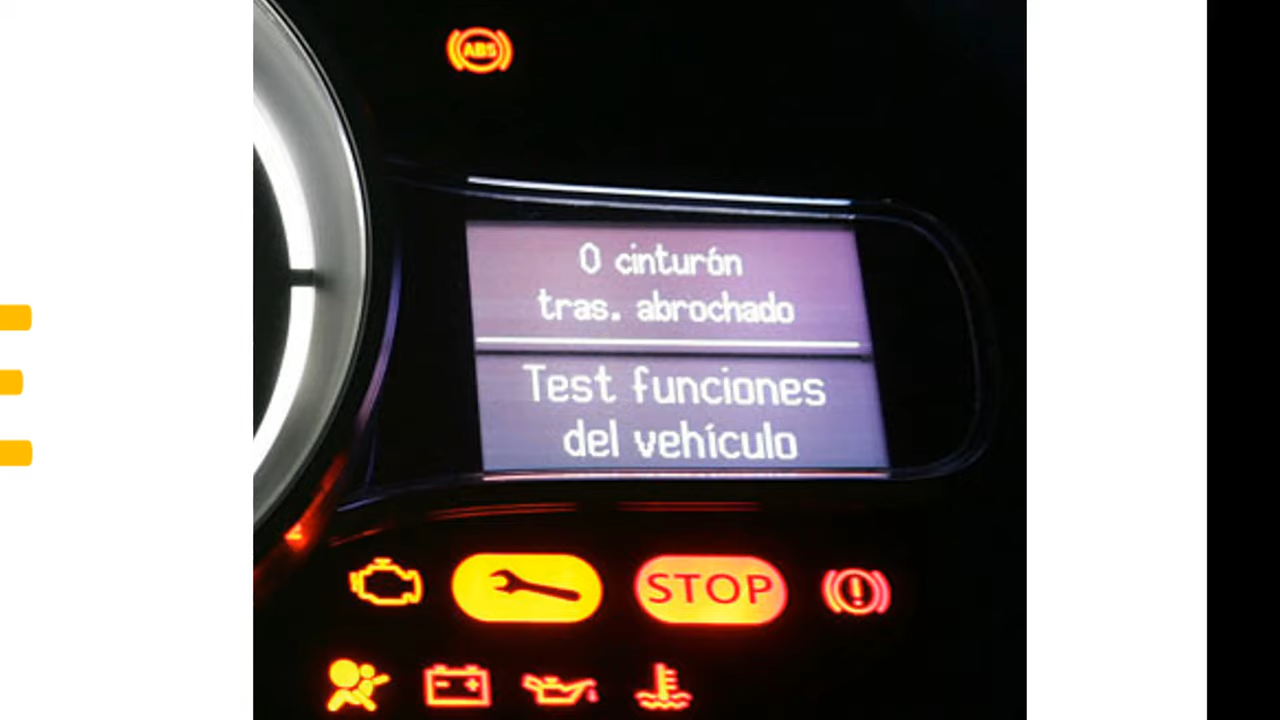 ABS
0 cinturón
tras. abrochado
Test funciones
del vehículo
STOP